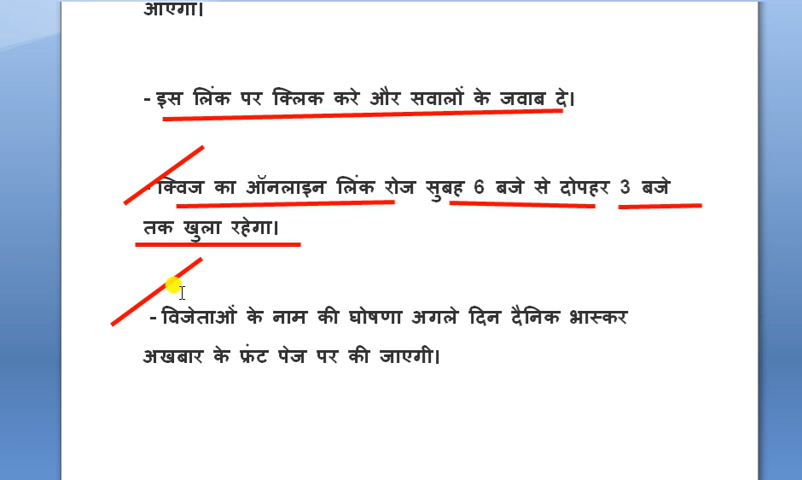 आएगा।
- इस लिंक पर क्लिक करे और सवालों के जवाब दे।
- क्विज का ऑनलाइन लिंक रोज सुबह 6 बजे से दोपहर 3 बजे
तक खुला रहेगा।
- विजेताओं के नाम की घोषणा अगले दिन दैनिक भास्कर
अखबार के फ्रंट पेज पर की जाएगी।